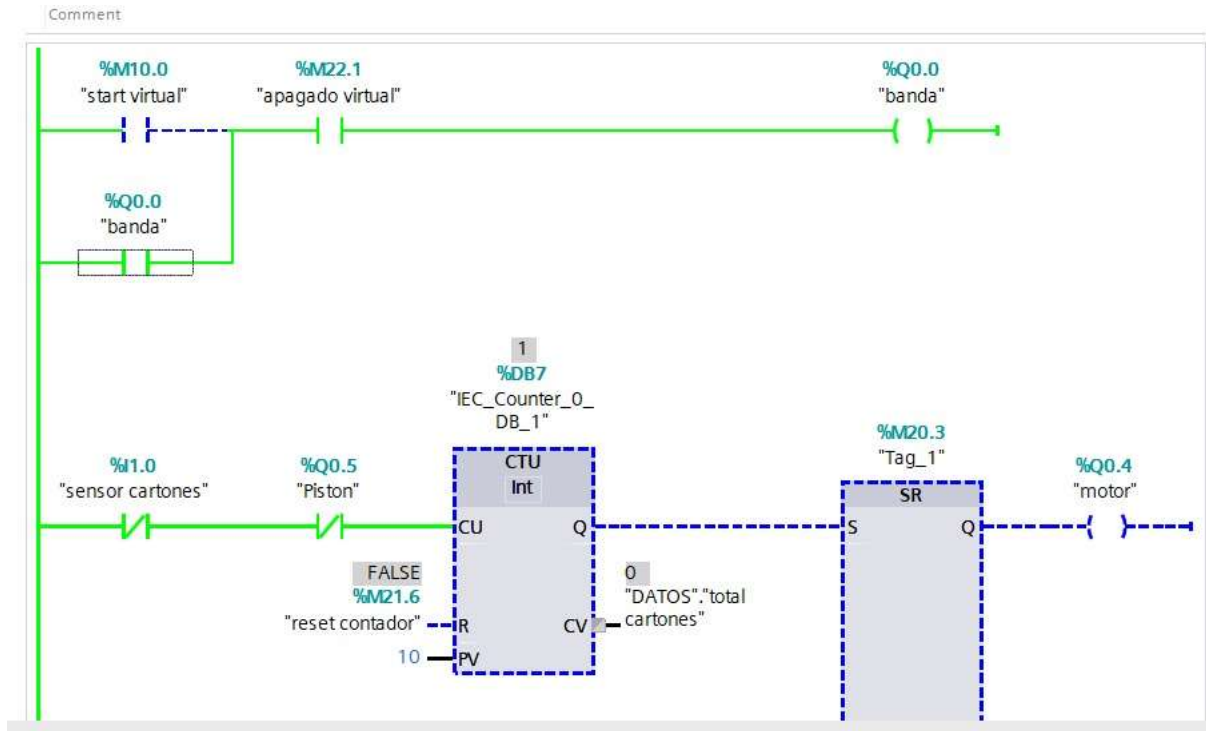 Comment
%M10.0
"start virtual"
%M22.1
"apagado virtual"
%Q0.0
"banda"
%Q0.0
"banda"
1
%DB7
"IEC_Counter_0_
DB_1"
%M20.3
"Tag_1"
%I1.0
"sensor cartones"
%Q0.5
"Piston"
CTU
Int
SR
%Q0.4
"motor"
CU
Q
S
Q
FALSE
%M21.6
"reset contador"
R
0
"DATOS"."total
cartones"
CV
10
PV